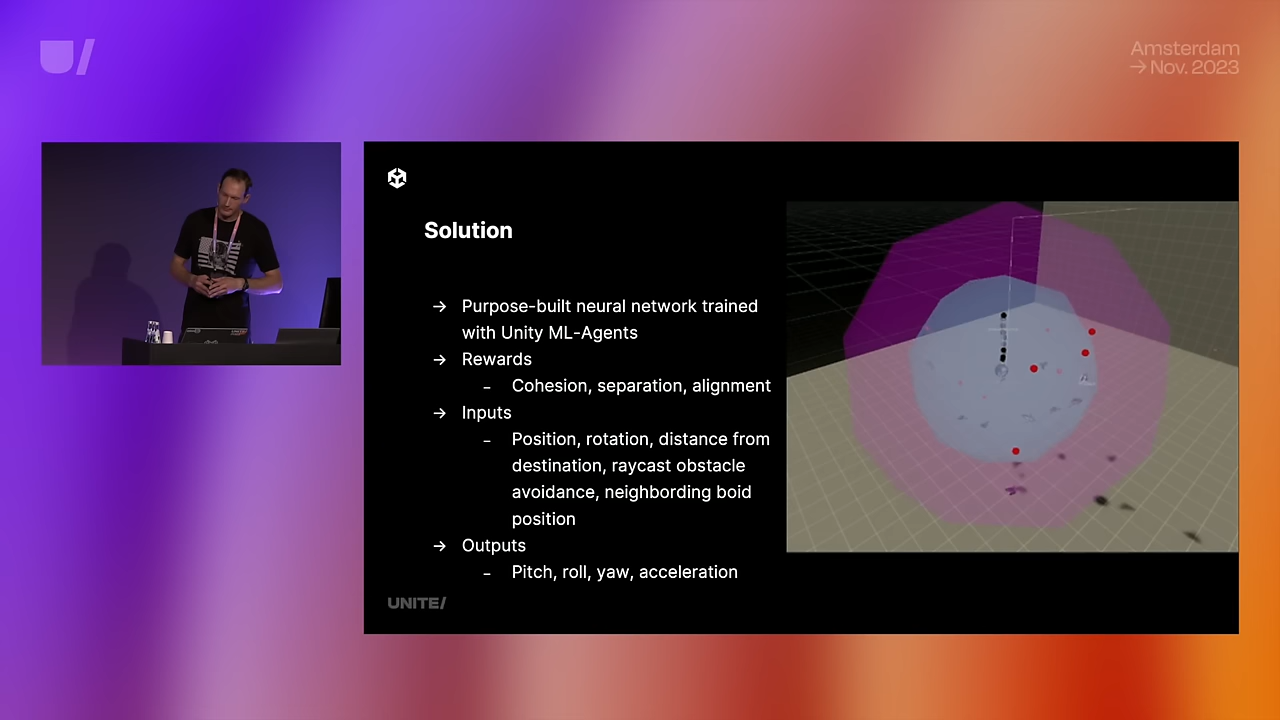 Amsterdam
→ Nov. 2023
Solution
→ Purpose-built neural network trained
with Unity ML-Agents
→ Rewards
– Cohesion, separation, alignment
→ Inputs
– Position, rotation, distance from
destination, raycast obstacle
avoidance, neighbording boid
position
→ Outputs
– Pitch, roll, yaw, acceleration
UNITE/